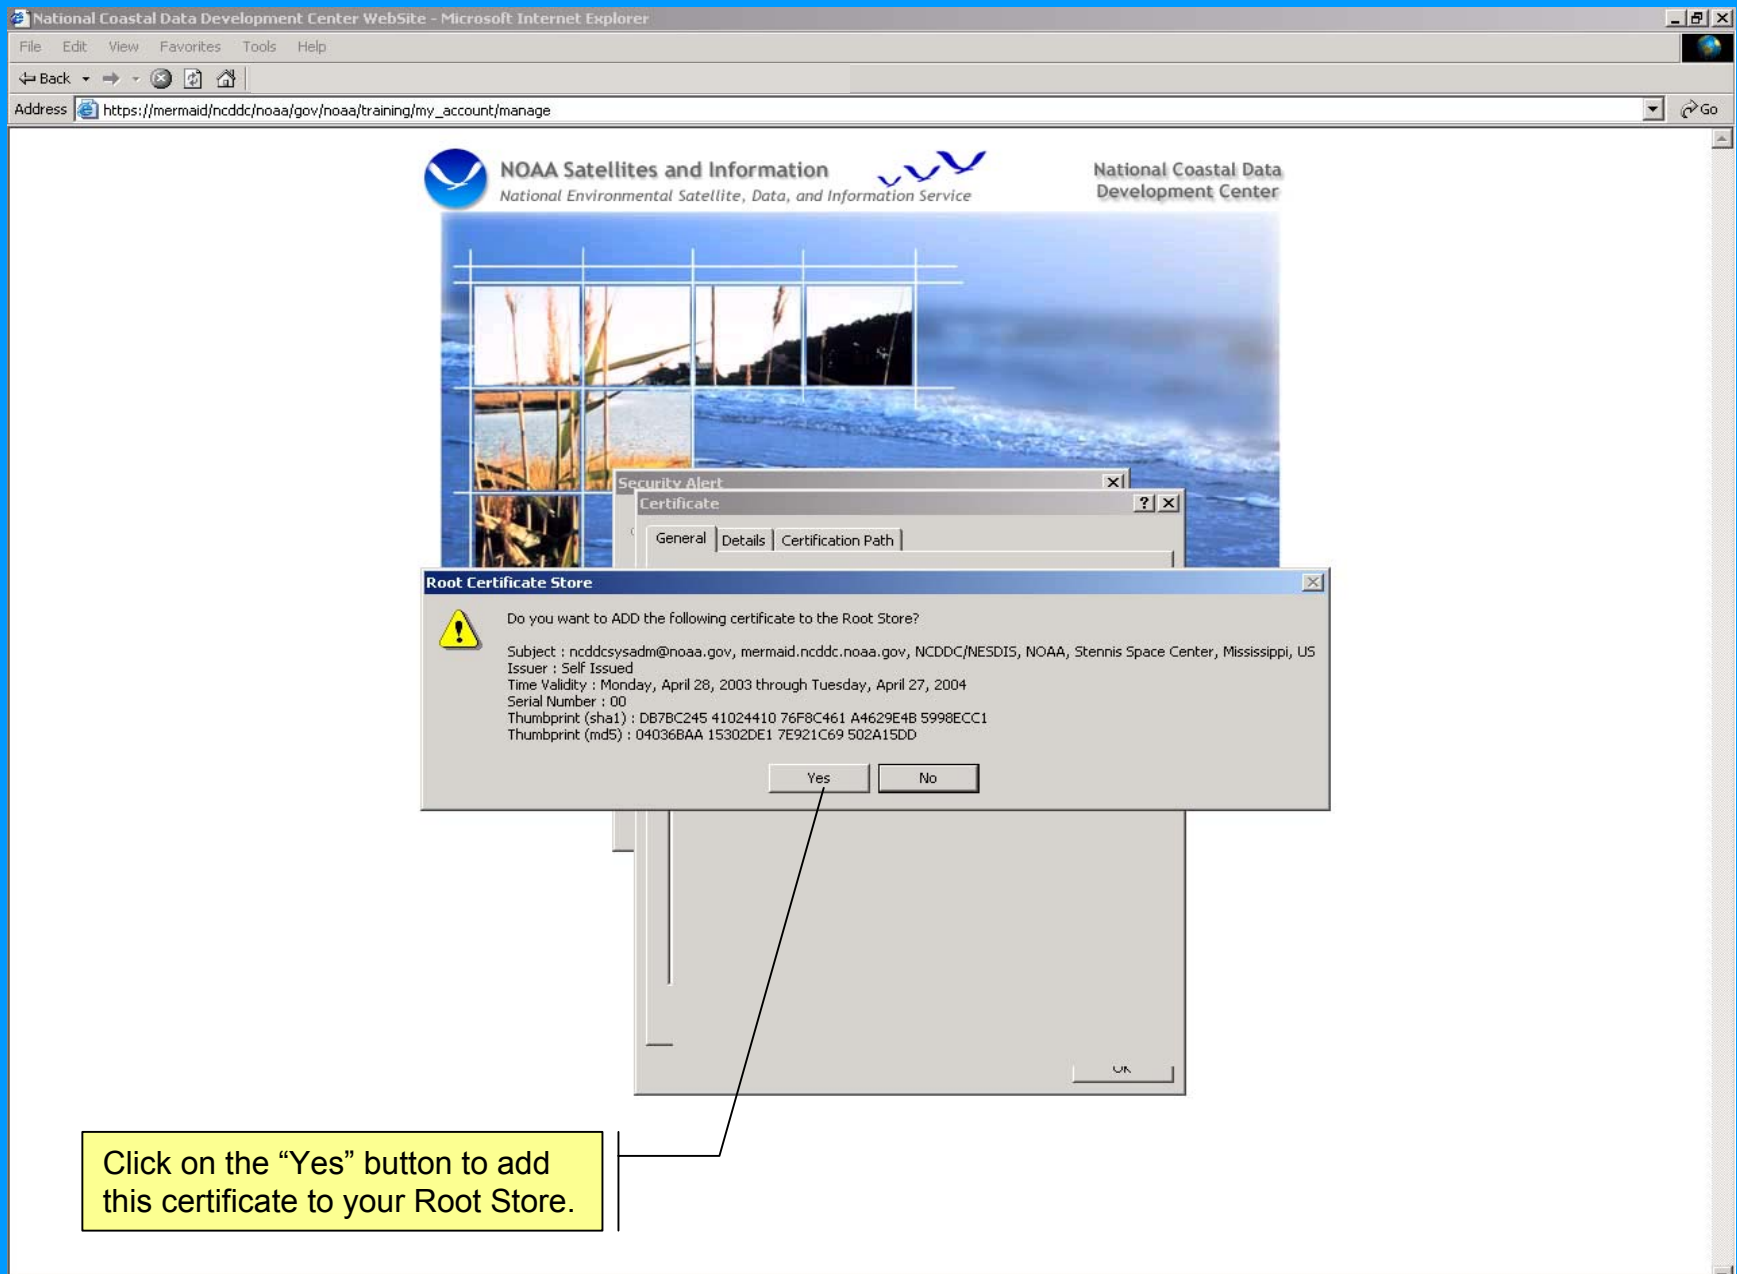 National Coastal Data Development Center WebSite - Microsoft Internet Explorer
File Edit View Favorites Tools Help
Back
Address https://mermaid/ncddc/noaa/gov/noaa/training/my_account/manage Go
NOAA Satellites and Information
National Environmental Satellite, Data, and Information Service
National Coastal Data
Development Center
Security Alert
Certificate
General Details Certification Path
Root Certificate Store
Do you want to ADD the following certificate to the Root Store?
Subject : ncddcsysadm@noaa.gov, mermaid.ncddc.noaa.gov, NCDDC/NESDIS, NOAA, Stennis Space Center, Mississippi, US
Issuer : Self Issued
Time Validity : Monday, April 28, 2003 through Tuesday, April 27, 2004
Serial Number : 00
Thumbprint (sha1) : DB7BC245 41024410 76F8C461 A4629E4B 5998ECC1
Thumbprint (md5) : 04036BAA 15302DE1 7E921C69 502A15DD
Yes No
OK
Click on the “Yes” button to add
this certificate to your Root Store.